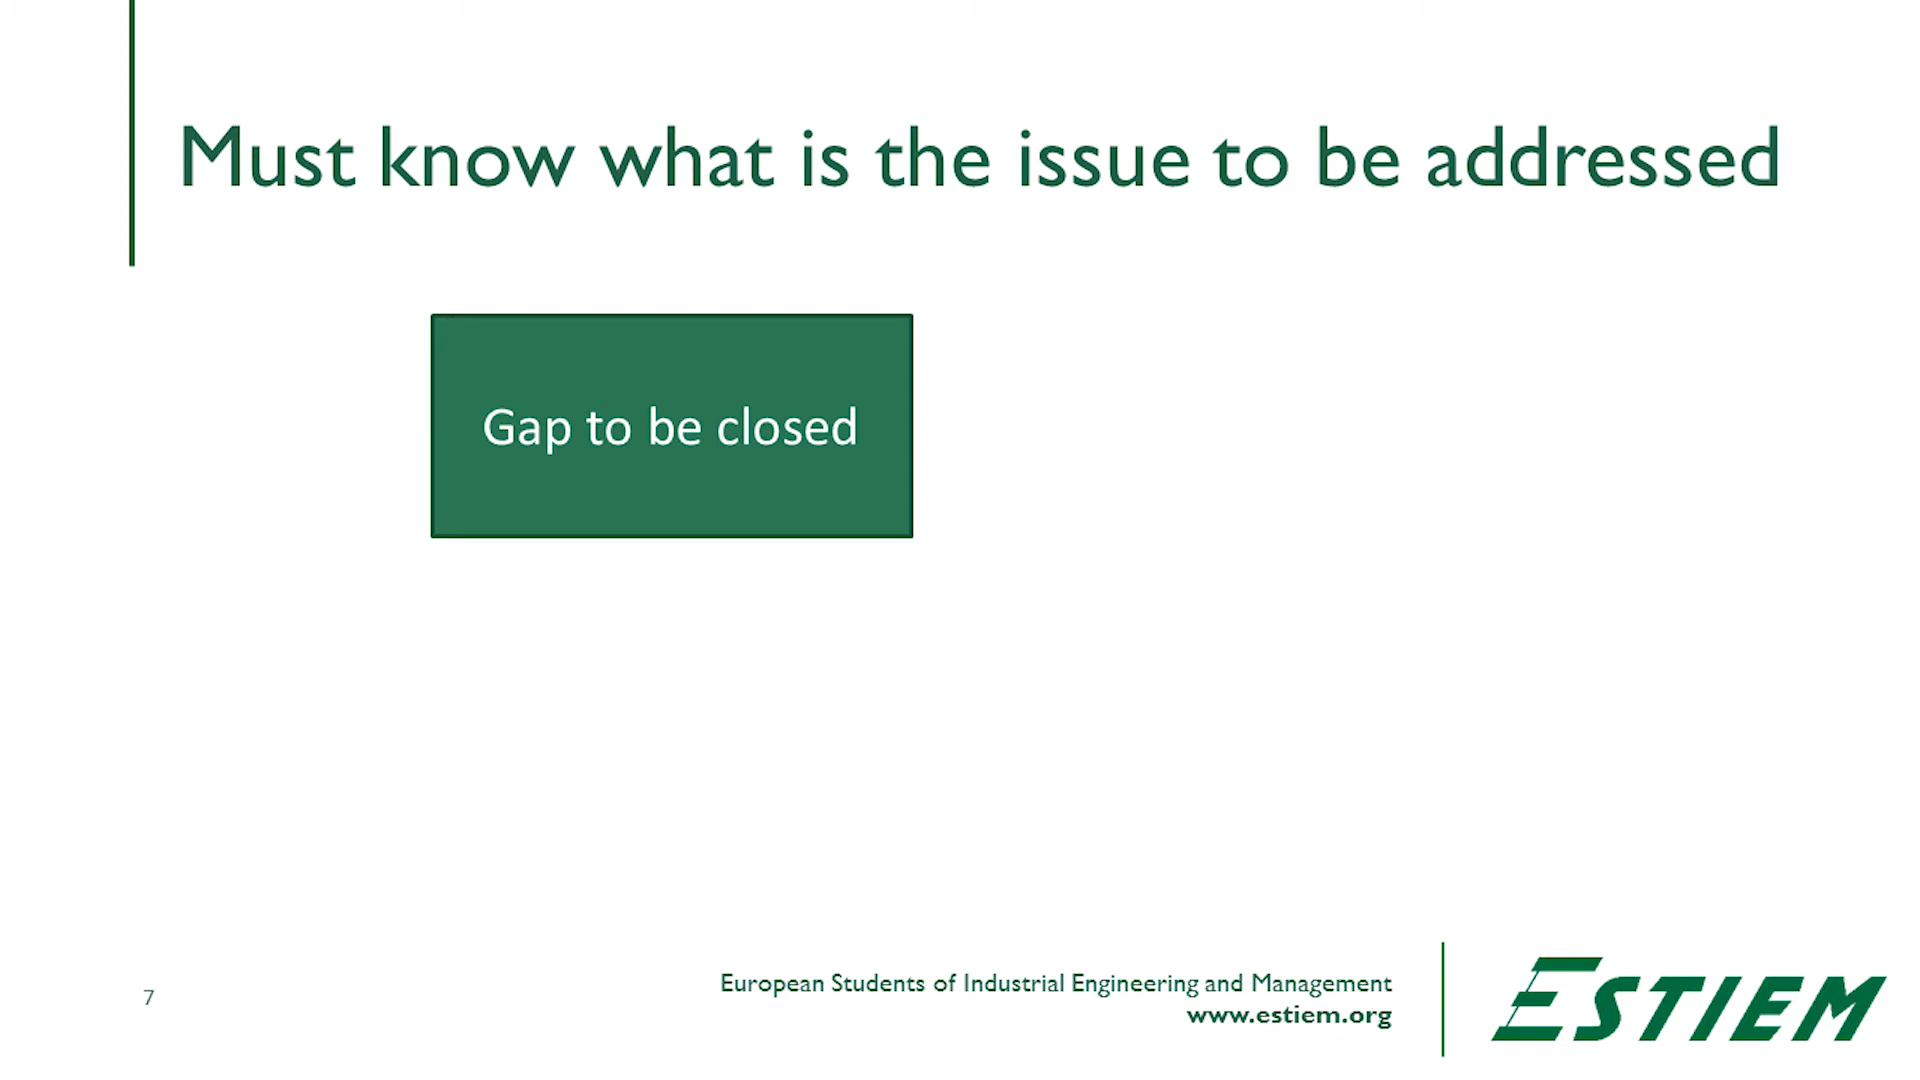 Must know what is the issue to be addressed
Gap to be closed
7
European Students of Industrial Engineering and Management
www.estiem.org
ESTIEM